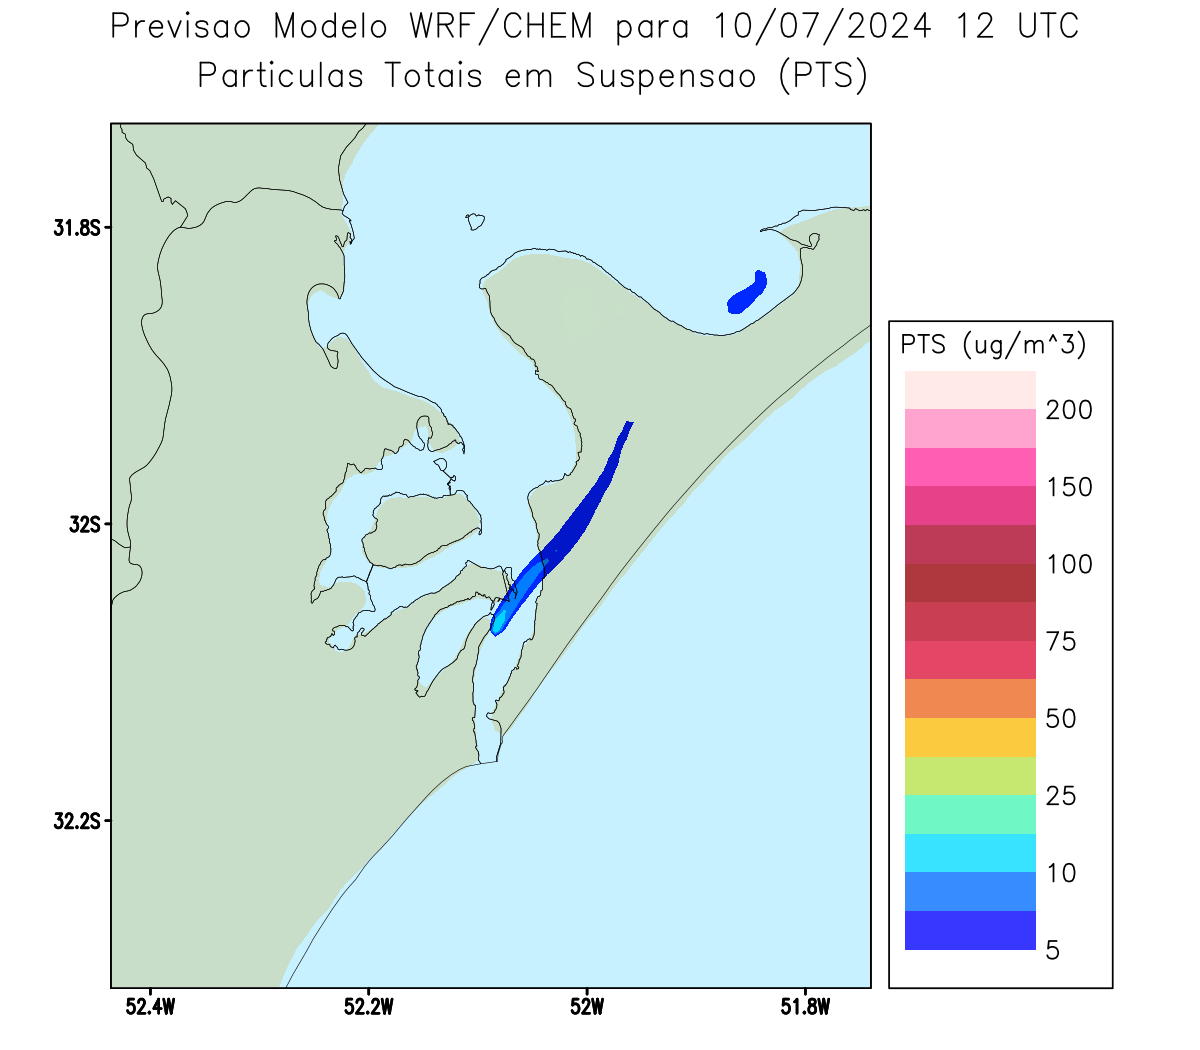 Previsao Modelo WRF/CHEM para 10/07/2024 12 UTC
Particulas Totais em Suspensao (PTS)
31.8S
32S
32.2S
52.4W
52.2W
52W
51.8W
PTS (ug/m^3)
200
150
100
75
50
25
10
5